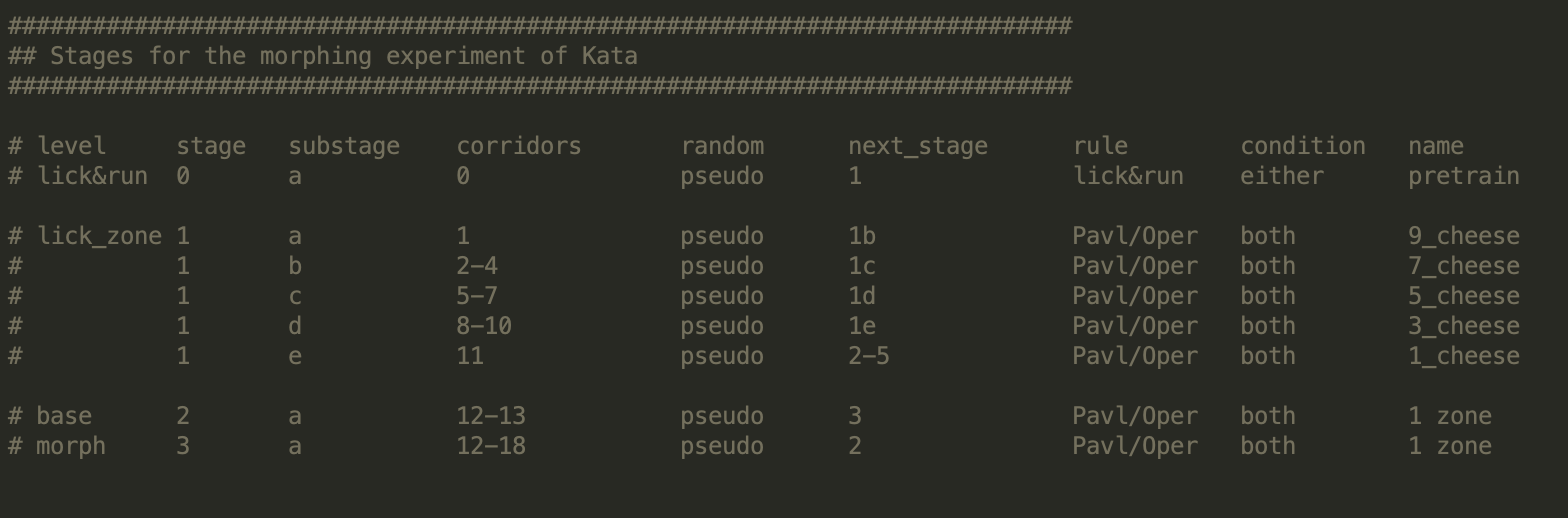 ############################################################################
## Stages for the morphing experiment of Kata
############################################################################
# level     stage   substage    corridors       random      next_stage      rule        condition   name
# lick&run  0       a           0               pseudo      1               lick&run    either      pretrain
# lick_zone 1       a           1               pseudo      1b              Pavl/Oper   both        9_cheese
#           1       b           2-4             pseudo      1c              Pavl/Oper   both        7_cheese
#           1       c           5-7             pseudo      1d              Pavl/Oper   both        5_cheese
#           1       d           8-10            pseudo      1e              Pavl/Oper   both        3_cheese
#           1       e           11              pseudo      2-5             Pavl/Oper   both        1_cheese
# base      2       a           12-13           pseudo      3               Pavl/Oper   both        1 zone
# morph     3       a           12-18           pseudo      2               Pavl/Oper   both        1 zone